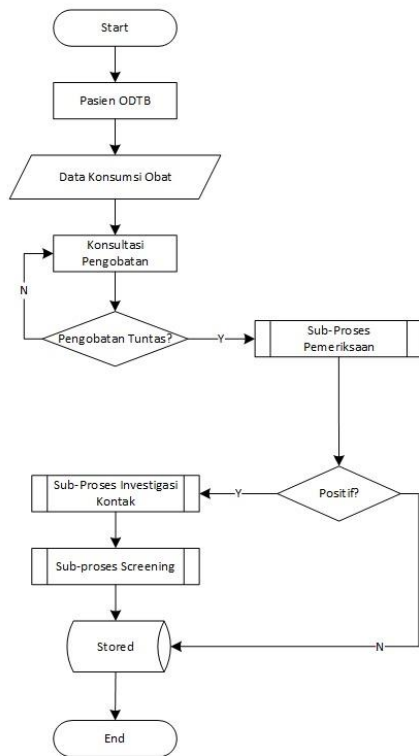 Start
Pasien ODTB
Data Konsumsi Obat
Konsultasi
Pengobatan
N
Pengobatan Tuntas?
Y
Sub-Proses
Pemeriksaan
Positif?
Y
Sub-Proses Investigasi
Kontak
Sub-proses Screening
Stored
N
End